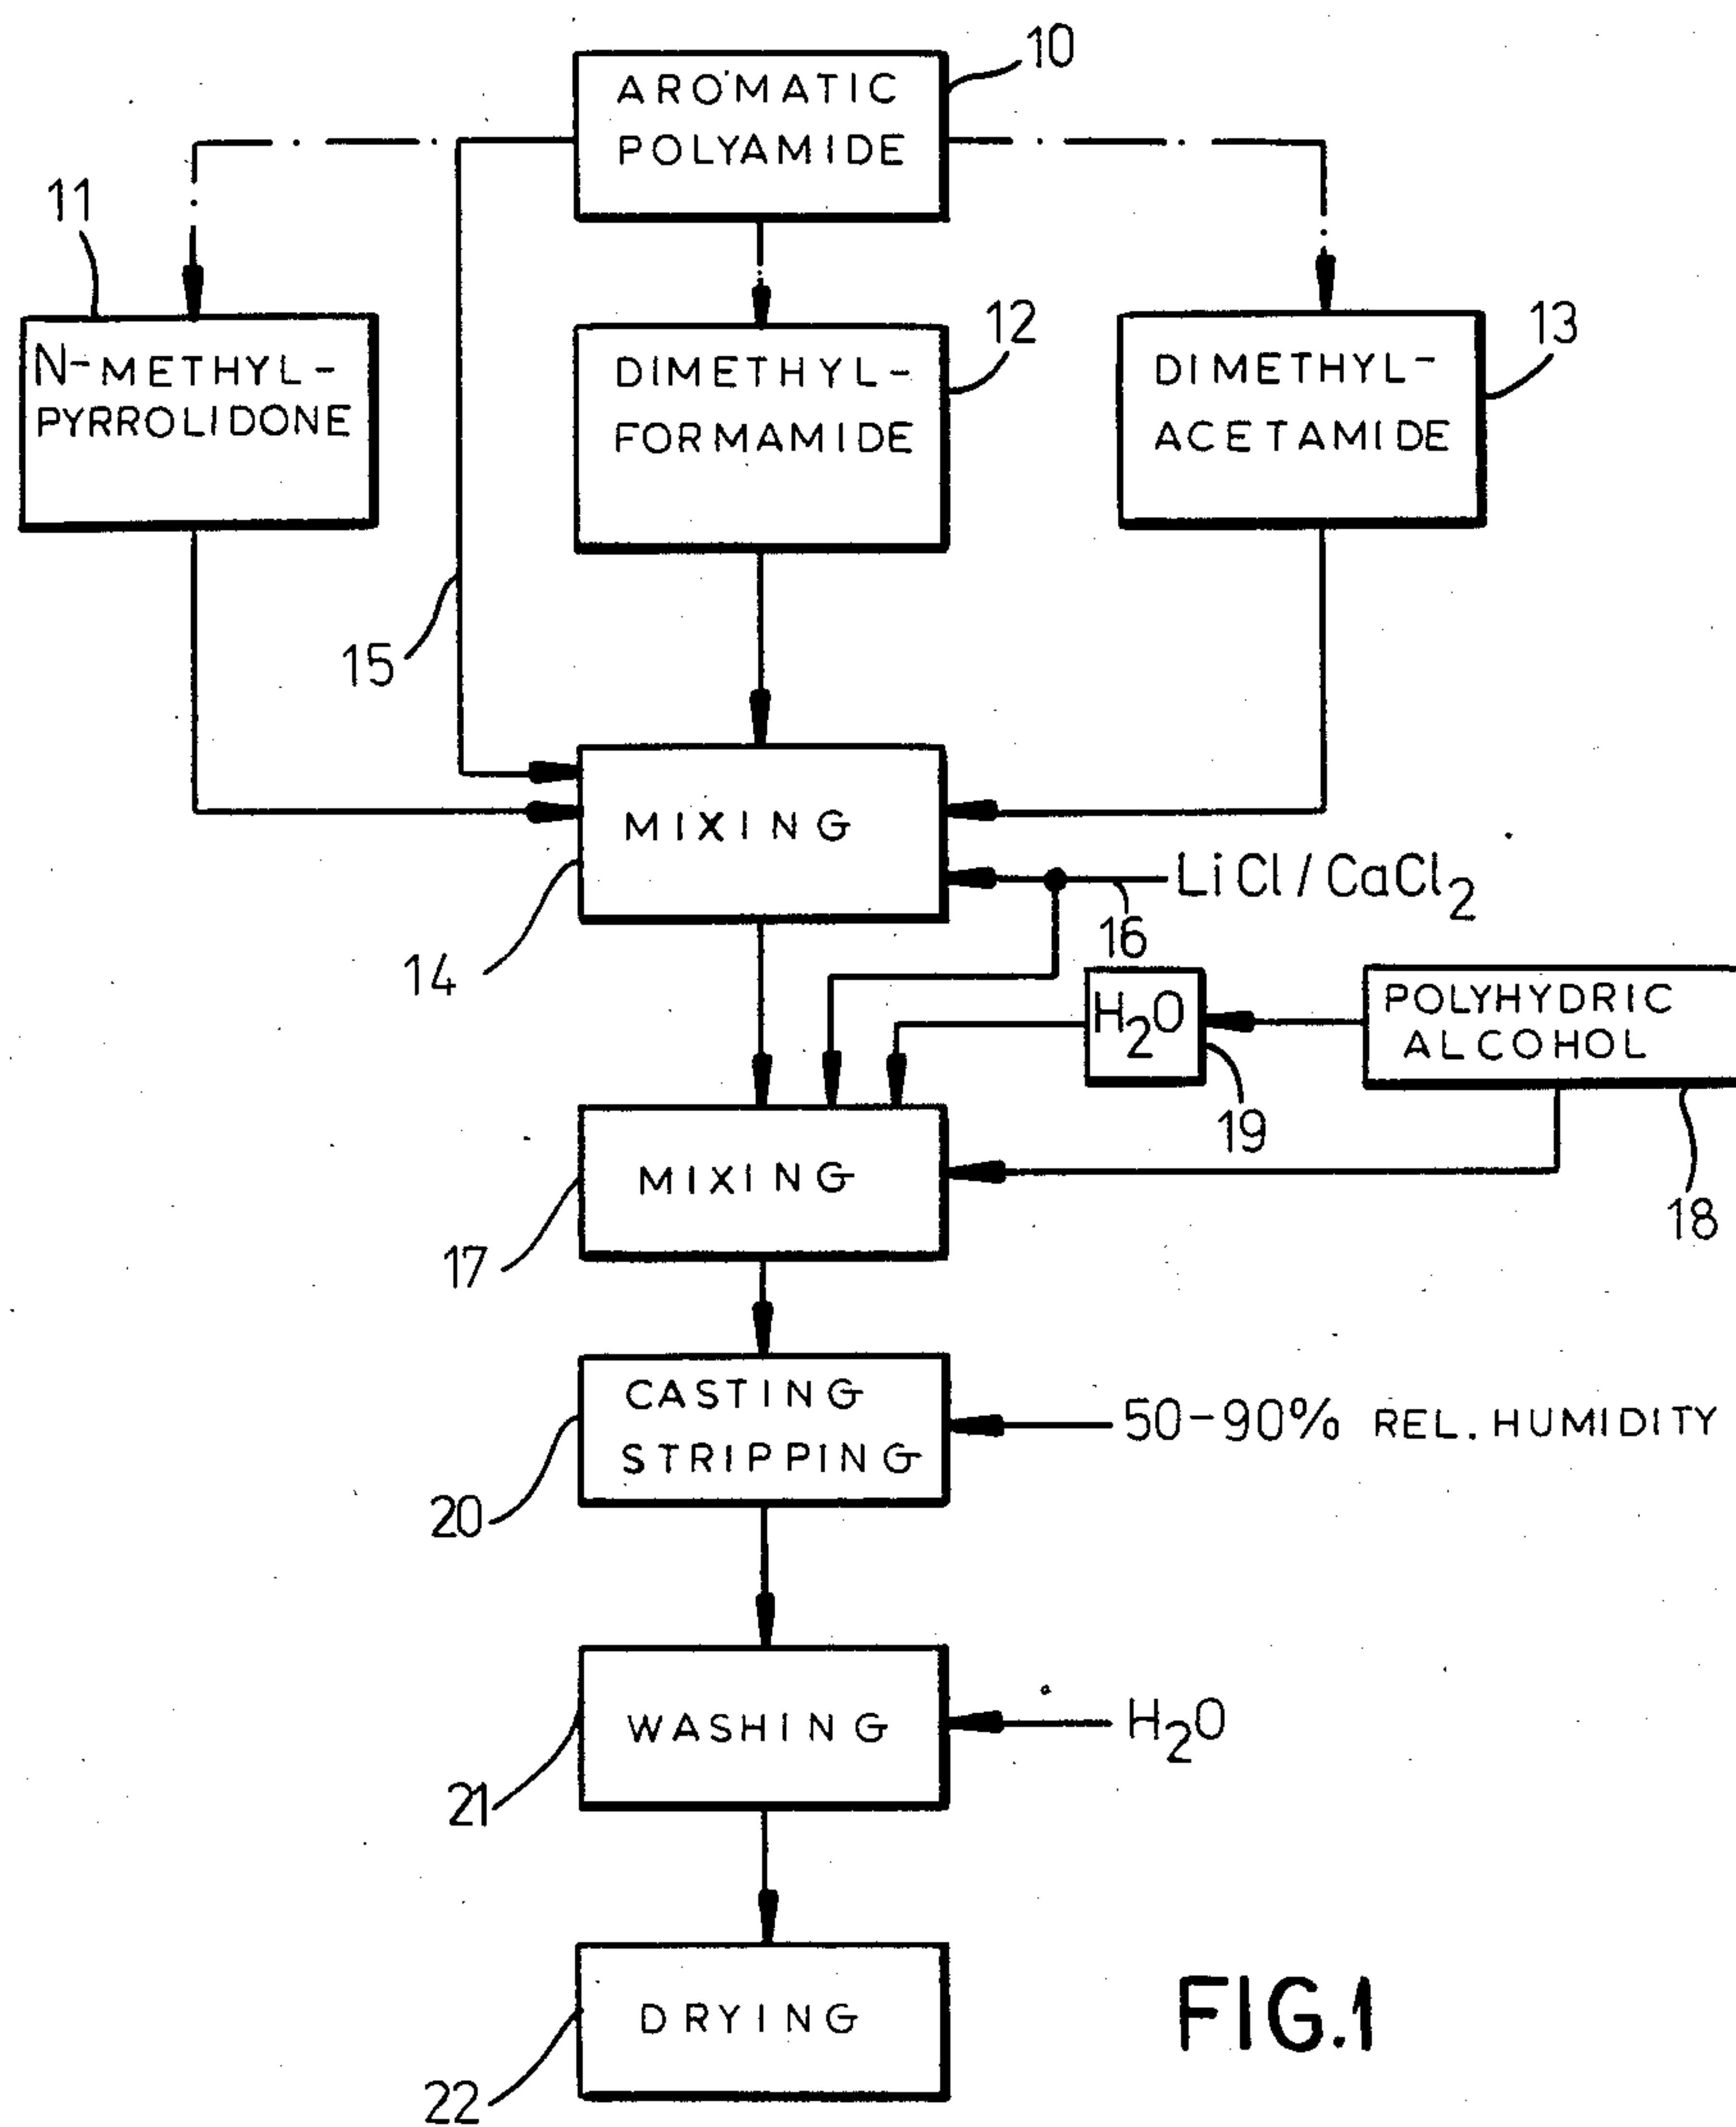 10
AROMATIC
POLYAMIDE
11
12
13
N-METHYL-
PYRROLIDONE
DIMETHYL-
FORMAMIDE
DIMETHYL-
ACETAMIDE
15
MIXING
LiCl/CaCl₂
16
14
H₂O
POLYHYDRIC
ALCOHOL
19
MIXING
18
17
CASTING
STRIPPING
50-90% REL. HUMIDITY
20
WASHING
H₂O
21
DRYING
FIG.1
22